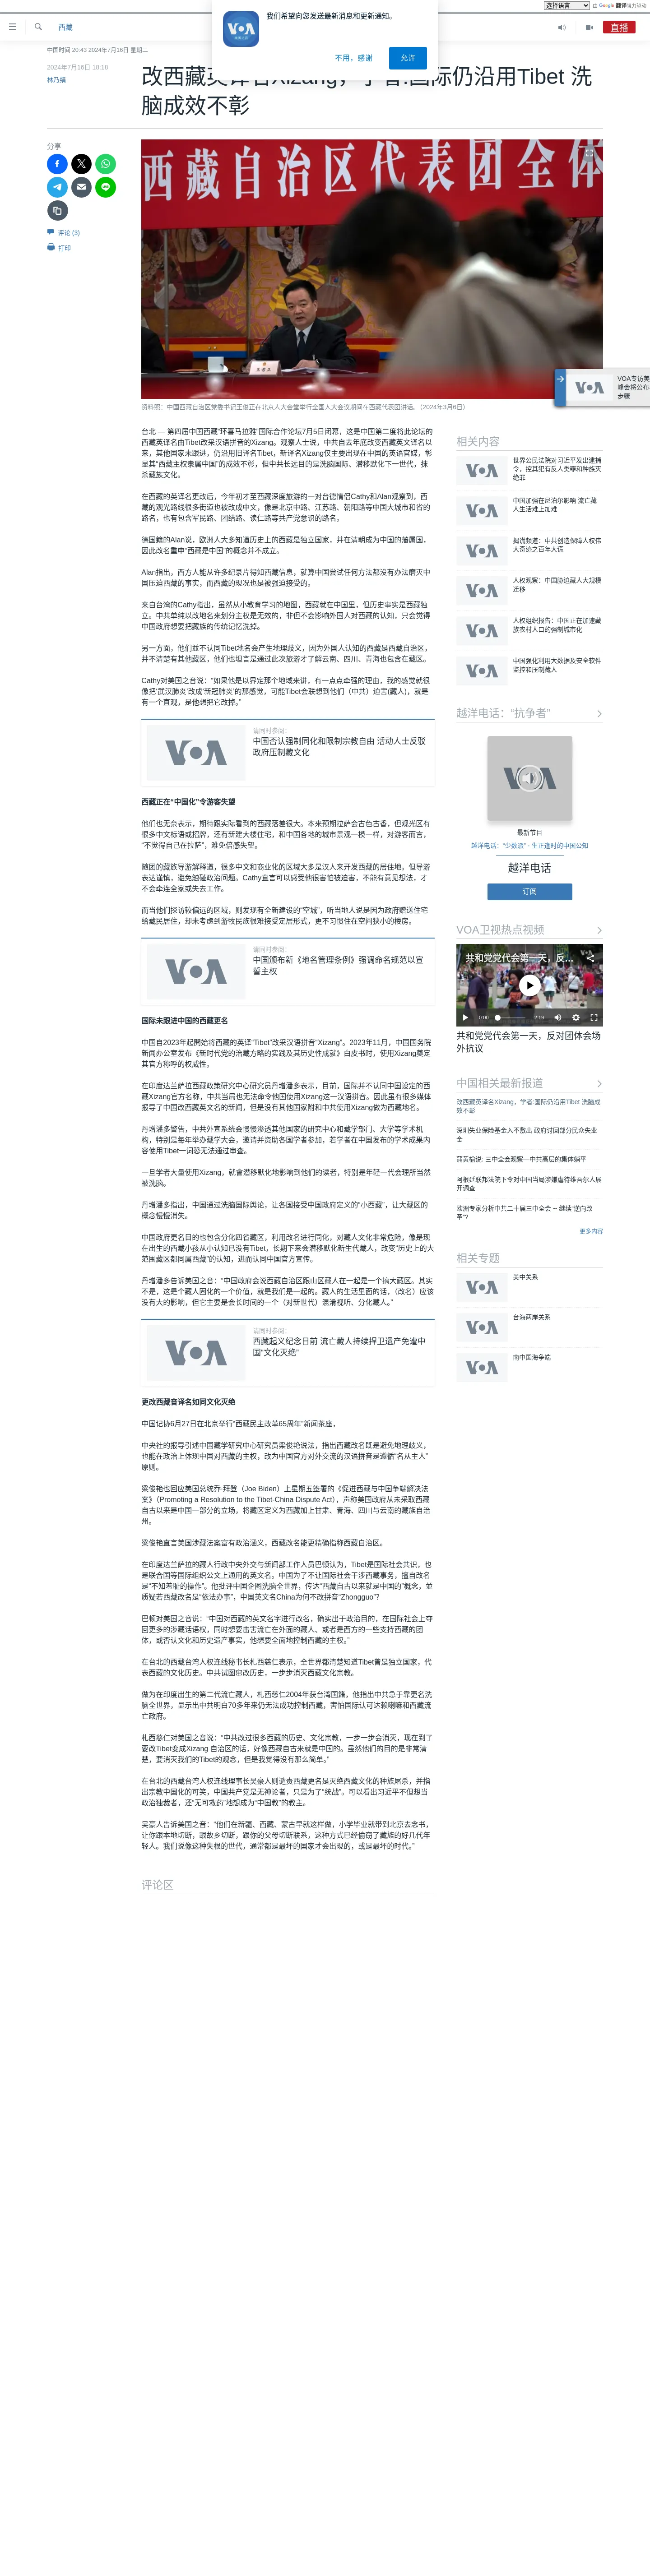 选择语言
由 Google 翻译强力驱动
我们希望向您发送最新消息和更新通知。
VOA
不用，感谢
允许
西藏
直播
中国时间 20:43 2024年7月16日 星期二
2024年7月16日 18:16
林乃绢
改西藏英译名Xizang，学者:国际仍沿用Tibet 洗
脑成效不彰
分享
评论 (3)
打印
西藏自治区代表团全体
资料照：中国西藏自治区党委书记王俊正在北京人大会堂举行全国人大会议期间在西藏代表团讲话。（2024年3月6日）
VOA专访美
峰会将公布
步骤
台北 — 第四届中国西藏“环喜马拉雅”国际合作论坛7月5日闭幕，这是中国第二度将此论坛的
西藏英译名由Tibet改采汉语拼音的Xizang。观察人士说，中共自去年底改变西藏英文译名以
来，其他国家未跟进，仍沿用旧译名Tibet，新译名Xizang仅主要出现在中国的英语官媒，彰
显其“西藏主权隶属中国”的成效不彰，但中共长远目的是洗脑国际、潜移默化下一世代，抹
杀藏族文化。
在西藏的英译名更改后，今年初才至西藏深度旅游的一对台德情侣Cathy和Alan观察到，西
藏的观光路线很多街道也被改成中文，像是北京中路、江苏路、朝阳路等中国大城市和省的
路名，也有包含军民路、团结路、读仁路等共产党意识的路名。
德国籍的Alan说，欧洲人大多知道历史上的西藏是独立国家，并在清朝成为中国的藩属国，
因此改名重申“西藏是中国”的概念并不成立。
Alan指出，西方人能从许多纪录片得知西藏信息，就算中国尝试任何方法都没有办法磨灭中
国压迫西藏的事实，而西藏的现况也是被强迫接受的。
来自台湾的Cathy指出，虽然从小教育学习的地图，西藏就在中国里，但历史事实是西藏独
立。中共单纯以改地名来划分主权是无效的，非但不会影响外国人对西藏的认知，只会觉得
中国政府想要把藏族的传统记忆洗掉。
另一方面，他们並不认同Tibet地名会产生地理歧义，因为外国人认知的西藏是西藏自治区，
并不清楚有其他藏区，他们也坦言是通过此次旅游才了解云南、四川、青海也包含在藏区。
Cathy对美国之音说：“如果他是以界定那个地域来讲，有一点点牵强的理由，我的感觉就很
像把‘武汉肺炎’改成‘新冠肺炎’的那感觉，可能Tibet会联想到他们（中共）迫害(藏人)，就是
有一个直观，是他想把它改掉。”
请同时参阅:
中国否认强制同化和限制宗教自由 活动人士反驳
政府压制藏文化
西藏正在“中国化”令游客失望
他们也无奈表示，期待跟实际看到的西藏落差很大。本来预期拉萨会古色古香，但观光区有
很多中文标语或招牌，还有新建大楼住宅，和中国各地的城市景观一模一样，对游客而言，
“不觉得自己在拉萨”，难免倍感失望。
随团的藏族导游解释道，很多中文和商业化的区域大多是汉人来开发西藏的居住地。但导游
表达谨慎，避免触碰政治问题。Cathy直言可以感受他很害怕被迫害，不能有意见想法，才
不会牵连全家或失去工作。
而当他们探访较偏远的区域，则发现有全新建设的“空城”，听当地人说是因为政府赠送住宅
给藏民居住，却未考虑到游牧民族很难接受定居形式，更不习惯住在空间狭小的楼房。
请同时参阅:
中国颁布新《地名管理条例》强调命名规范以宣
誓主权
国际未跟进中国的西藏更名
中国自2023年起開始将西藏的英译“Tibet”改采汉语拼音“Xizang”。2023年11月，中国国务院
新闻办公室发布《新时代党的治藏方略的实践及其历史性成就》白皮书时，使用Xizang奠定
其官方称呼的权威性。
在印度达兰萨拉西藏政策研究中心研究员丹增潘多表示，目前，国际并不认同中国设定的西
藏Xizang官方名称，中共当局也无法命令他国使用Xizang这一汉语拼音。因此虽有很多媒体
报导了中国改西藏英文名的新闻，但是没有其他国家附和中共使用Xizang做为西藏地名。
丹增潘多警告，中共外宣系统会慢慢渗透其他国家的研究中心和藏学部门、大学等学术机
构，特别是每年举办藏学大会，邀请并资助各国学者参加，若学者在中国发布的学术成果内
容使用Tibet一词恐无法通过审查。
一旦学者大量使用Xizang，就會潜移默化地影响到他们的读者，特别是年轻一代会理所当然
被洗脑。
丹增潘多指出，中国通过洗脑国际舆论，让各国接受中国政府定义的“小西藏”，让大藏区的
概念慢慢消失。
中国政府更名目的也包含分化四省藏区，利用改名进行同化，对藏人文化非常危险，像是现
在出生的西藏小孩从小认知已没有Tibet，长期下来会潜移默化新生代藏人，改变“历史上的大
范围藏区都同属西藏”的认知，进而认同中国官方宣传。
丹增潘多告诉美国之音：“中国政府会说西藏自治区跟山区藏人在一起是一个搞大藏区。其实
不是，这是个藏人固化的一个价值，就是我们是一起的。藏人的生活里面的话，（改名）应该
没有大的影响，但它主要是会长时间的一个（对新世代）混淆视听、分化藏人。”
请同时参阅:
西藏起义纪念日前 流亡藏人持续捍卫遗产免遭中
国“文化灭绝”
更改西藏音译名如同文化灭绝
中国记协6月27日在北京举行“西藏民主改革65周年”新闻茶座，
中央社的报导引述中国藏学研究中心研究员梁俊艳说法，指出西藏改名既是避免地理歧义，
也能在政治上体现中国对西藏的主权，改为中国官方对外交流的汉语拼音是遵循“名从主人”
原则。
梁俊艳也回应美国总统乔·拜登（Joe Biden）上星期五签署的《促进西藏与中国争端解决法
案》（Promoting a Resolution to the Tibet-China Dispute Act），声称美国政府从未采取西藏
自古以来是中国一部分的立场，将藏区定义为西藏加上甘肃、青海、四川与云南的藏族自治
州。
梁俊艳直言美国涉藏法案富有政治涵义，西藏改名能更精确指称西藏自治区。
在印度达兰萨拉的藏人行政中央外交与新闻部工作人员巴顿认为，Tibet是国际社会共识，也
是联合国等国际组织公文上通用的英文名。中国为了不让国际社会干涉西藏事务，擅自改名
是“不知羞耻的操作”。他批评中国企图洗脑全世界，传达“西藏自古以来就是中国的”概念，並
质疑若西藏改名是“依法办事”，中国英文名China为何不改拼音“Zhongguo”？
巴顿对美国之音说：“中国对西藏的英文名字进行改名，确实出于政治目的，在国际社会上夺
回更多的涉藏话语权，同时想要击害流亡在外面的藏人、或者是西方的一些支持西藏的团
体，或否认文化和历史遗产事实，他想要全面地控制西藏的主权。”
在台北的西藏台湾人权连线秘书长札西慈仁表示，全世界都清楚知道Tibet曾是独立国家，代
表西藏的文化历史。中共试图窜改历史，一步步消灭西藏文化宗教。
做为在印度出生的第二代流亡藏人，札西慈仁2004年获台湾国籍，他指出中共急于靠更名洗
脑全世界，显示出中共明白70多年来仍无法成功控制西藏，害怕国际认可达赖喇嘛和西藏流
亡政府。
札西慈仁对美国之音说：“中共改过很多西藏的历史、文化宗教，一步一步会消灭，现在到了
要改Tibet变成Xizang 自治区的话，好像西藏自古来就是中国的。虽然他们的目的是非常清
楚，要消灭我们的Tibet的观念，但是我觉得没有那么简单。”
在台北的西藏台湾人权连线理事长吴豪人则谴责西藏更名是灭绝西藏文化的种族屠杀，并指
出宗教中国化的可笑，中国共产党是无神论者，只是为了“统战”。可以看出习近平不但想当
政治独裁者，还“无可救药”地想成为“中国教”的教主。
吴豪人告诉美国之音：“他们在新疆、西藏、蒙古早就这样做，小学毕业就带到北京去念书，
让你跟本地切断，跟故乡切断，跟你的父母切断联系，这种方式已经偷窃了藏族的好几代年
轻人。我们说像这种失根的世代，通常都是最坏的国家才会出现的，或是最坏的时代。”
评论区
相关内容
世界公民法院对习近平发出逮捕
令，控其犯有反人类罪和种族灭
绝罪
中国加强在尼泊尔影响 流亡藏
人生活难上加难
揭谎频道：中共创造保障人权伟
大奇迹之百年大谎
人权观察：中国胁迫藏人大规模
迁移
人权组织报告：中国正在加速藏
族农村人口的强制城市化
中国强化利用大数据及安全软件
监控和压制藏人
越洋电话：“抗争者”
最新节目
越洋电话：“少数派” - 生正逢时的中国公知
越洋电话
订阅
VOA卫视热点视频
共和党党代会第一天，反…
0:00
2:19
共和党党代会第一天，反对团体会场
外抗议
中国相关最新报道
改西藏英译名Xizang，学者:国际仍沿用Tibet 洗脑成
效不彰
深圳失业保险基金入不敷出 政府讨回部分民众失业
金
蒲黄榆说: 三中全会观察—中共高层的集体躺平
阿根廷联邦法院下令对中国当局涉嫌虐待维吾尔人展
开调查
欧洲专家分析中共二十届三中全会 -- 继续“逆向改
革”?
更多内容
相关专题
美中关系
台海两岸关系
南中国海争端